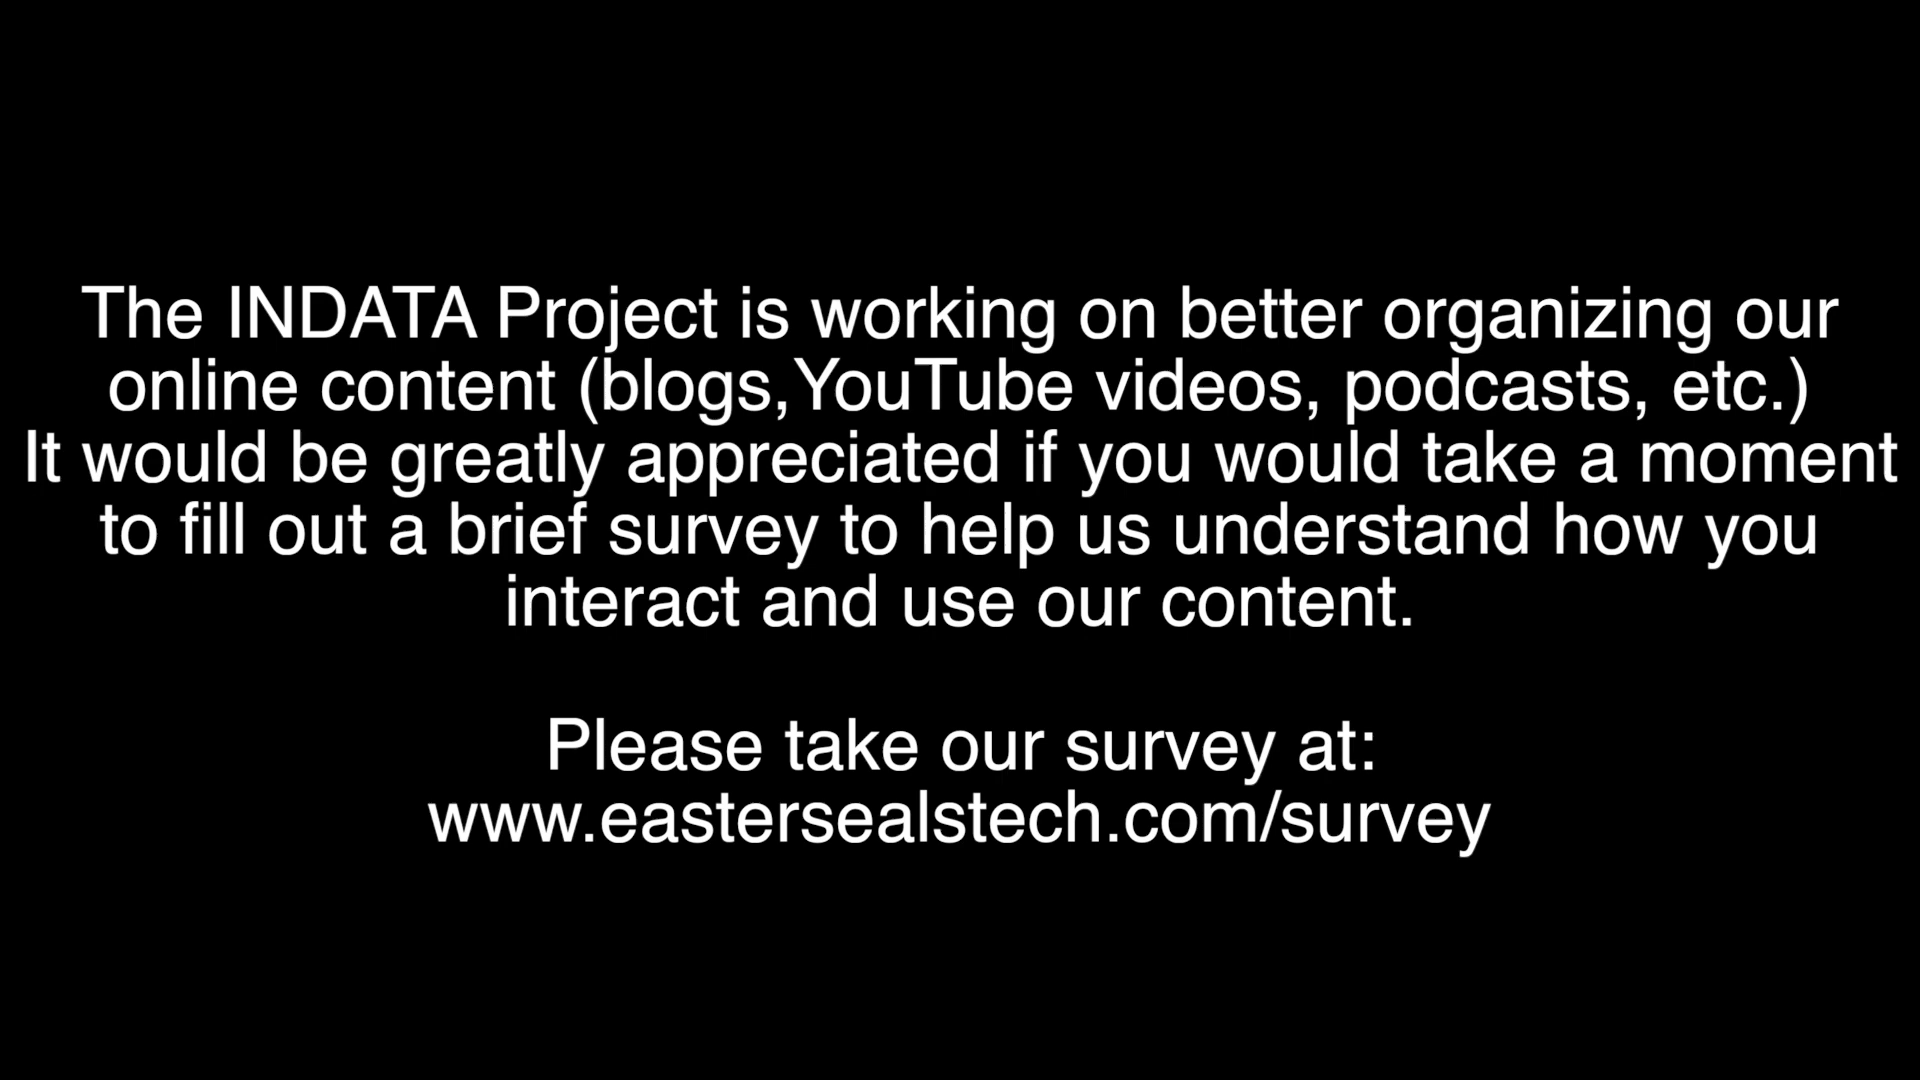 The INDATA Project is working on better organizing our
online content (blogs,YouTube videos, podcasts, etc.)
It would be greatly appreciated if you would take a moment
to fill out a brief survey to help us understand how you
interact and use our content.
Please take our survey at:
www.eastersealstech.com/survey